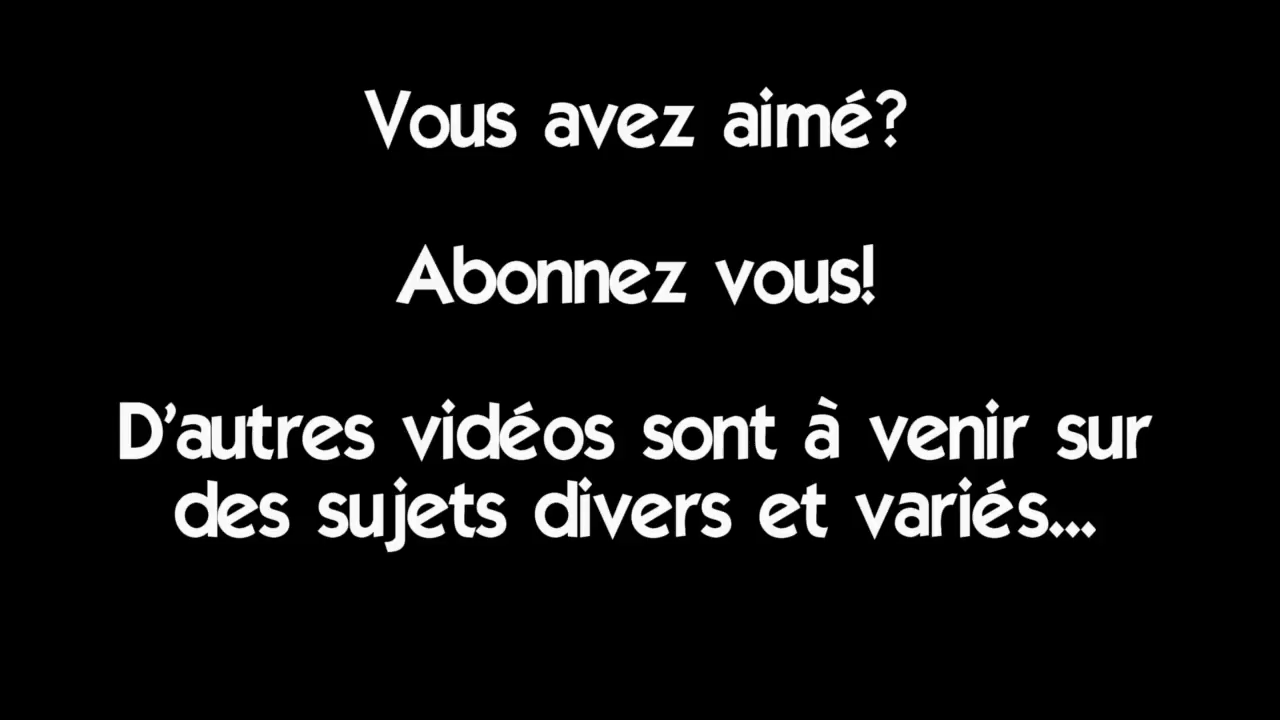 Vous avez aimé?
Abonnez vous!
D'autres vidéos sont à venir sur
des sujets divers et variés...